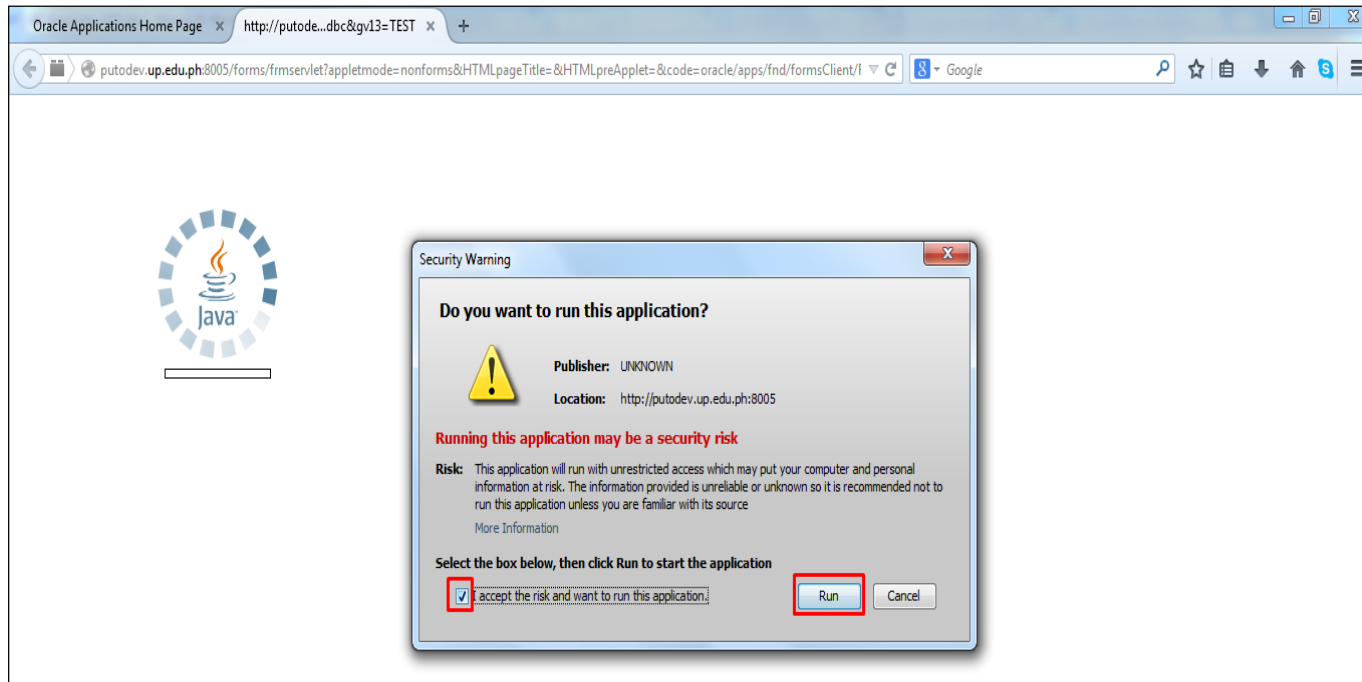 Oracle Applications Home Page
http://putode...dbc&gv13=TEST
putodev.up.edu.ph:8005/forms/frmservlet?appletmode=nonforms&HTMLpageTitle=&HTMLpreApplet=&code=oracle/apps/fnd/formsClient/
Google
Java
Security Warning
Do you want to run this application?
Publisher: UNKNOWN
Location: http://putodev.up.edu.ph:8005
Running this application may be a security risk
Risk: This application will run with unrestricted access which may put your computer and personal
information at risk. The information provided is unreliable or unknown so it is recommended not to
run this application unless you are familiar with its source
More Information
Select the box below, then click Run to start the application
I accept the risk and want to run this application.
Run
Cancel